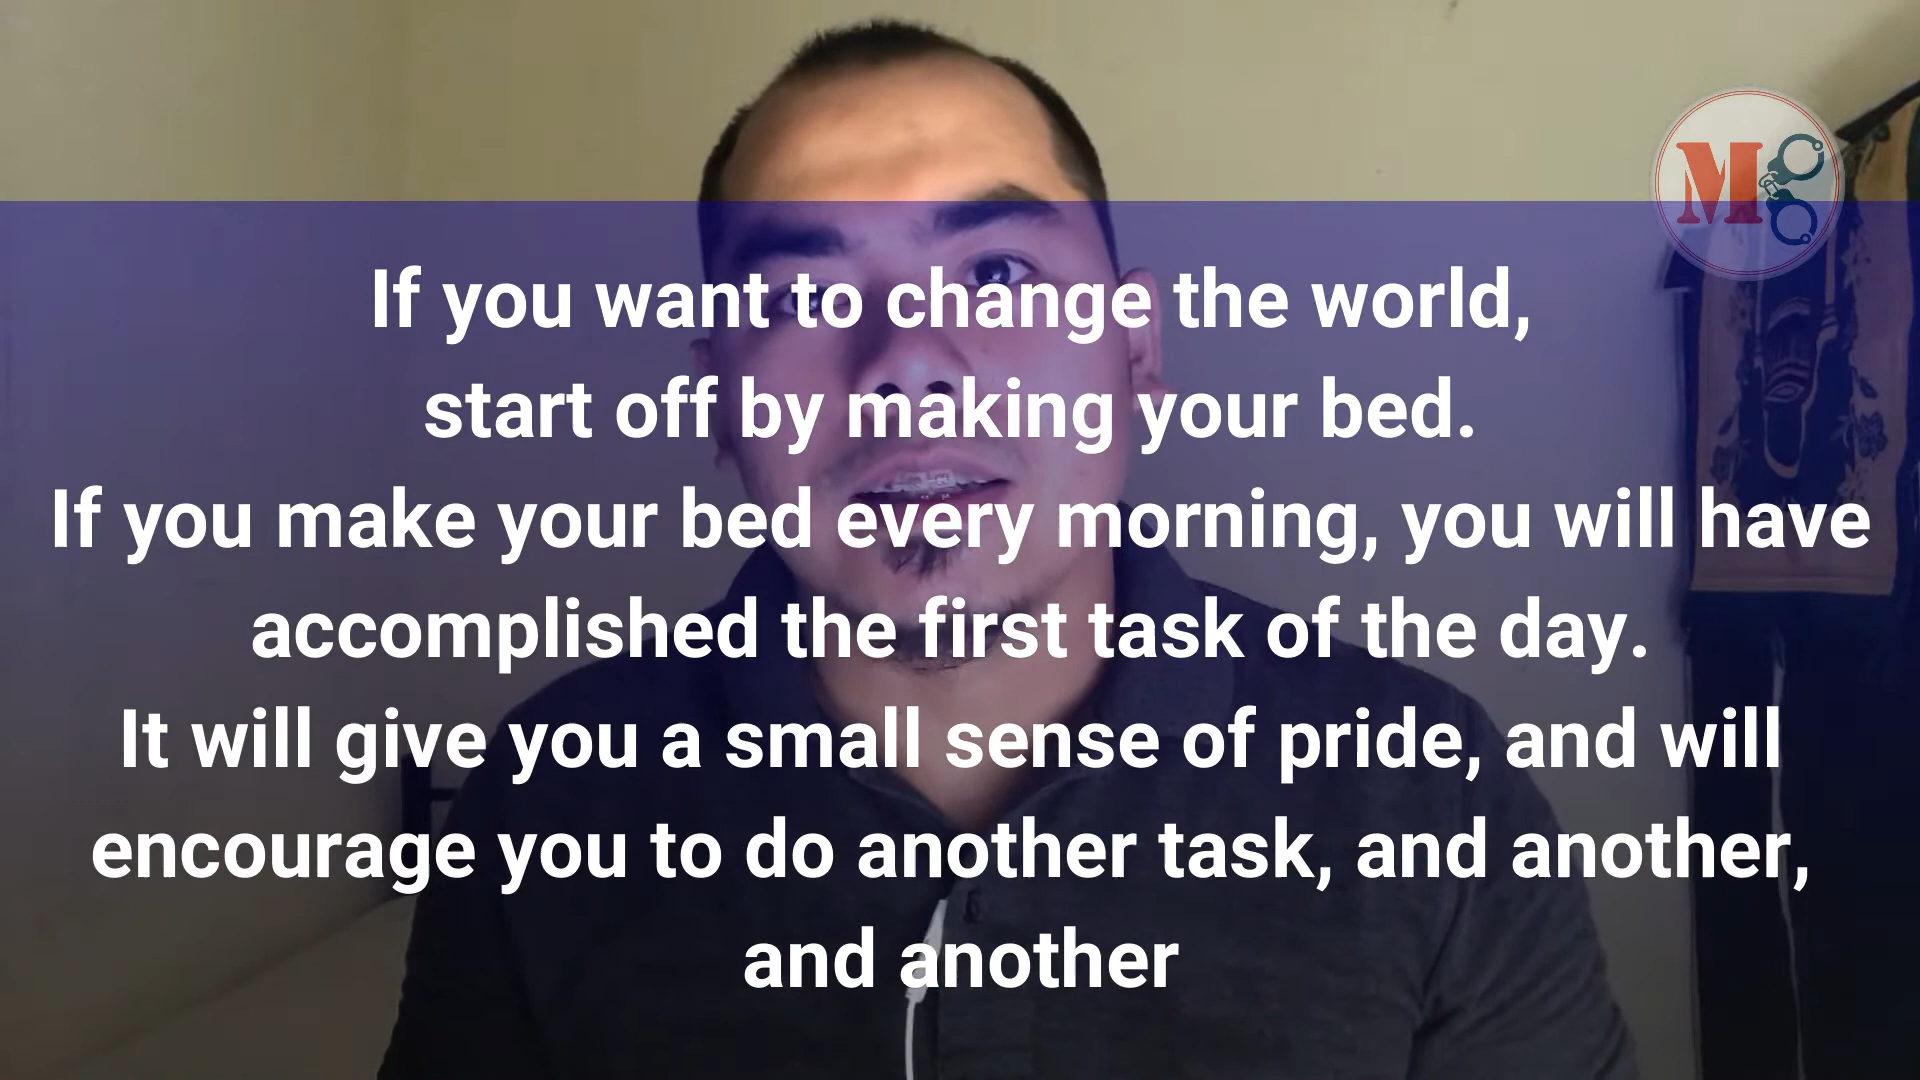 M
If you want to change the world,
start off by making your bed.
If you make your bed every morning, you will have
accomplished the first task of the day.
It will give you a small sense of pride, and will
encourage you to do another task, and another,
and another